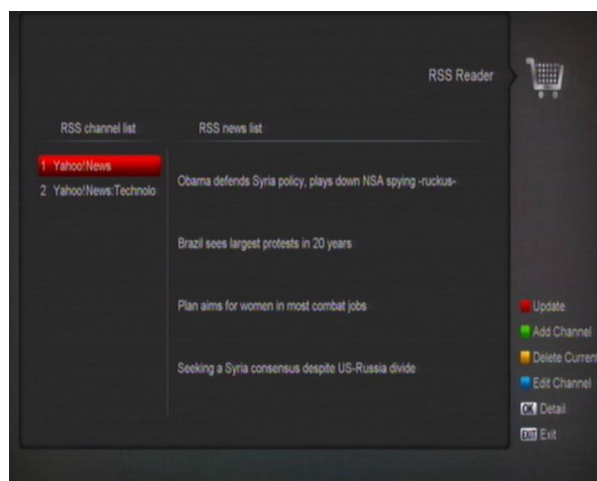 RSS Reader
RSS channel list
RSS news list
1 Yahoo!News
2 Yahoo!News:Technolo
Obama defends Syria policy, plays down NSA spying -ruckus-
Brazil sees largest protests in 20 years
Plan aims for women in most combat jobs
Seeking a Syria consensus despite US-Russia divide
Update
Add Channel
Delete Current
Edit Channel
OK Detail
EXIT Exit